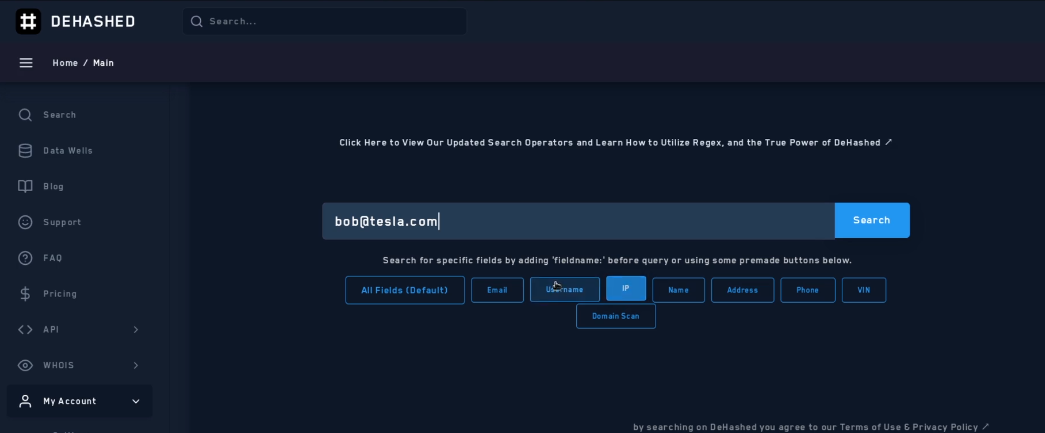 DEHASHED
Search...
Home / Main
Search
Data Wells
Blog
Support
FAQ
Pricing
API
WHOIS
My Account
Click Here to View Our Updated Search Operators and Learn How to Utilize Regex, and the True Power of DeHashed
bob@tesla.com
Search
Search for specific fields by adding 'fieldname:' before query or using some premade buttons below.
All Fields (Default) Email Username IP Name Address Phone VIN
Domain Scan
by searching on DeHashed you agree to our Terms of Use & Privacy Policy